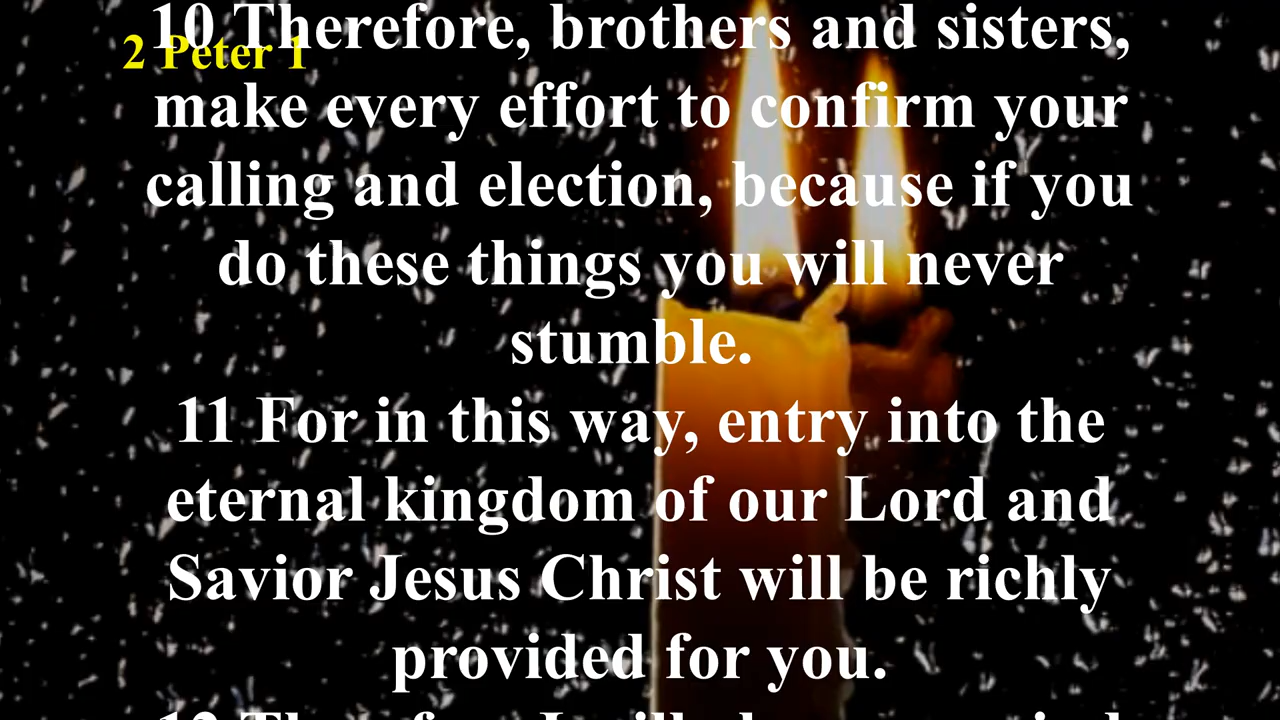 2 Peter 1
10 Therefore, brothers and sisters,
make every effort to confirm your
calling and election, because if you
do these things you will never
stumble.
11 For in this way, entry into the
eternal kingdom of our Lord and
Savior Jesus Christ will be richly
provided for you.